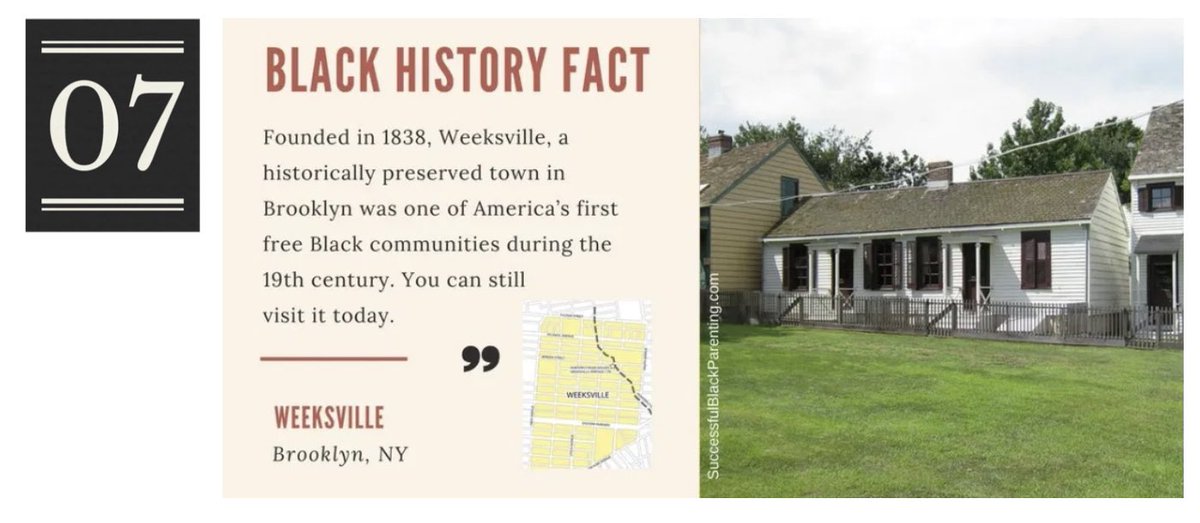 07
BLACK HISTORY FACT
Founded in 1838, Weeksville, a
historically preserved town in
Brooklyn was one of America's first
free Black communities during the
19th century. You can still
visit it today.
”
WEEKSVILLE
Brooklyn, NY
WEEKSVILLE
SuccessfulBlackParenting.com